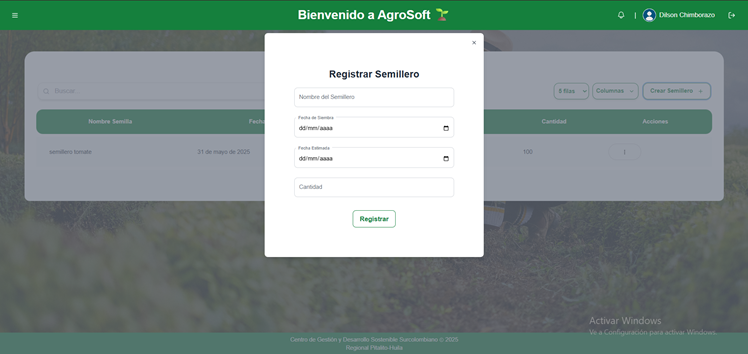 Bienvenido a AgroSoft
| Dilson Chimborazo
×
Registrar Semillero
Buscar
8 filas
Columnas
Crear Semillero +
Nombre del Semillero
Nombre Semilla
Fecha
Cantidad
Acciones
Fecha de Siembra
dd/mm/aaaa
Fecha Estimada
dd/mm/aaaa
semillero tomate
31 de mayo de 2025
100
Cantidad
Registrar
Activar Windows
Ve a Configuración para activar Windows.
Centro de Gestión y Desarrollo Sostenible Surcolombiano © 2025
Regional Pitalito-Huila